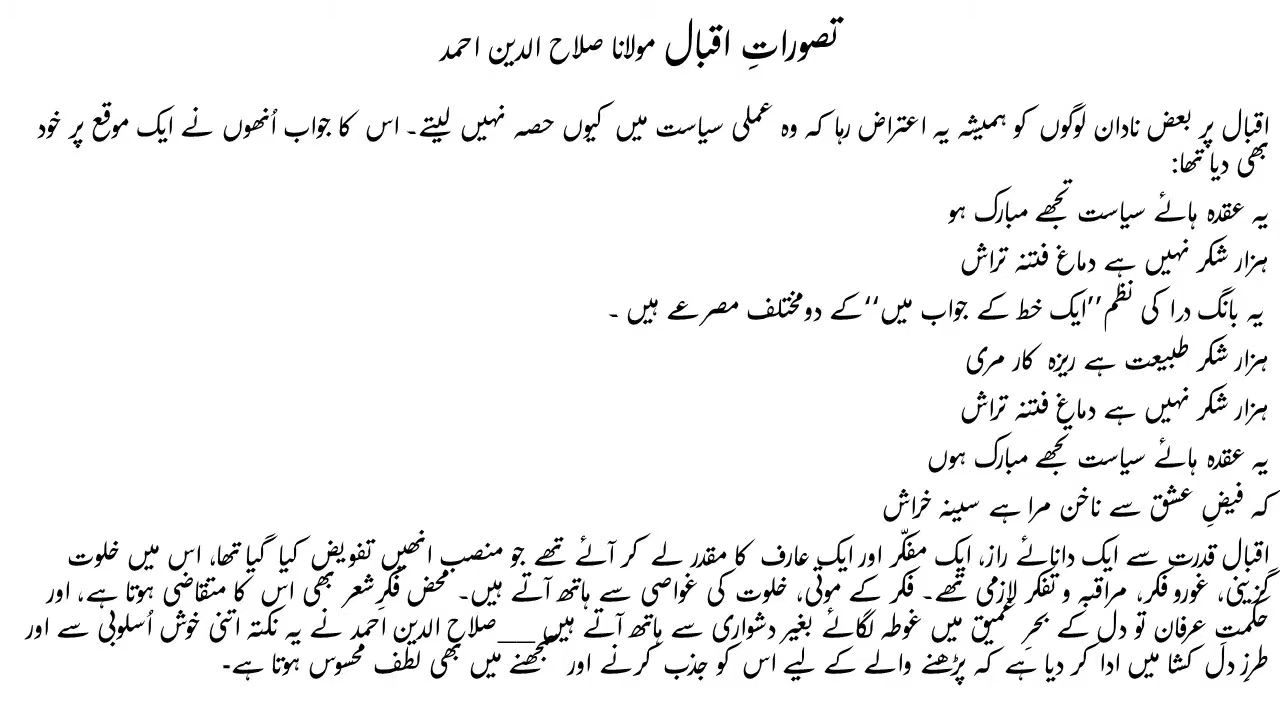 تصوراتِ اقبال مولانا صلاح الدین احمد
اقبال پر بعض نادان لوگوں کو ہمیشہ یہ اعتراض رہا کہ وہ عملی سیاست میں کیوں حصہ نہیں لیتے۔ اس کا جواب اُنھوں نے ایک موقع پر خود
بھی دیا تھا:
یہ عقدہ ہائے سیاست تجھے مبارک ہو
ہزار شکر نہیں ہے دماغ فتنہ تراش
یہ بانگ درا کی نظم’’ایک خط کے جواب میں‘‘کے دومختلف مصرعے ہیں ۔
ہزار شکر طبیعت ہے ریزہ کار مری
ہزار شکر نہیں ہے دماغِ فتنہ تراش
یہ عقدہ ہائے سیاست تجھے مبارک ہوں
کہ فیضِ عشق سے ناخن مرا ہے سینہ خراش
اقبال قدرت سے ایک دانائے راز، ایک مفکّر اور ایک عارف کا مقدر لے کر آئے تھے جو منصب انھیں تفویض کیا گیا تھا، اس میں خلوت
گزینی، غورو فکر، مراقبہ و تفکر لازمی تھے۔ فکر کے موتی، خلوت کی غواصی سے ہاتھ آتے ہیں۔ محض فکرِ شعر بھی اس کا متقاضی ہوتا ہے، اور
حکمتِ عرفان تو دل کے بحرِ عمیق میں غوطہ لگائے بغیر دشواری سے ہاتھ آتے ہیں__صلاح الدین احمد نے یہ نکتہ اتنی خوش اُسلوبی سے اور
طرزِ دل کشا میں ادا کر دیا ہے کہ پڑھنے والے کے لیے اس کو جذب کرنے اور سمجھنے میں بھی لطف محسوس ہوتا ہے۔